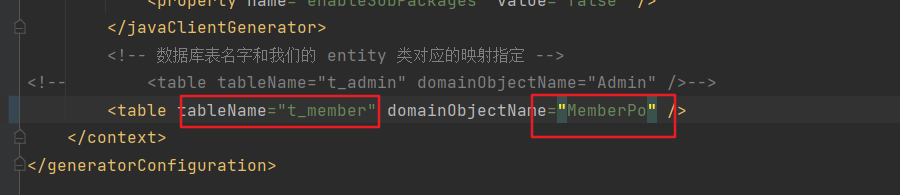 <property name="enableSubPackages" value="false" />
</javaClientGenerator>
<!-- 数据库表名字和我们的 entity 类对应的映射指定 -->
<!-- <table tableName="t_admin" domainObjectName="Admin" />-->
<table tableName="t_member" domainObjectName="MemberPo" />
</context>
</generatorConfiguration>